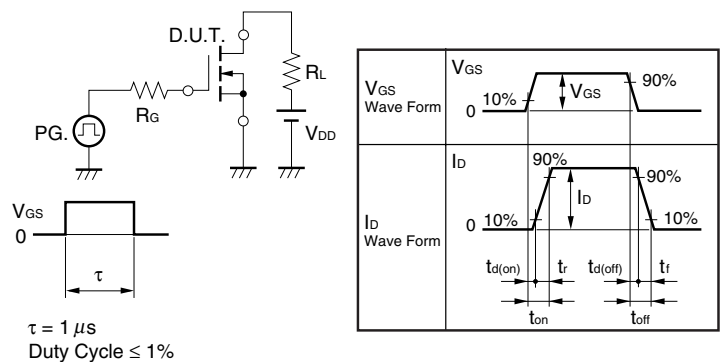 D.U.T.
RL
RG
PG.
VDD
VGS
0
τ
τ = 1 μs
Duty Cycle ≤ 1%
VGS
Wave Form
VGS
10%
0
VGS
90%
ID
Wave Form
ID
90%
90%
ID
0
10%
10%
td(on)
tr
td(off)
tf
ton
toff